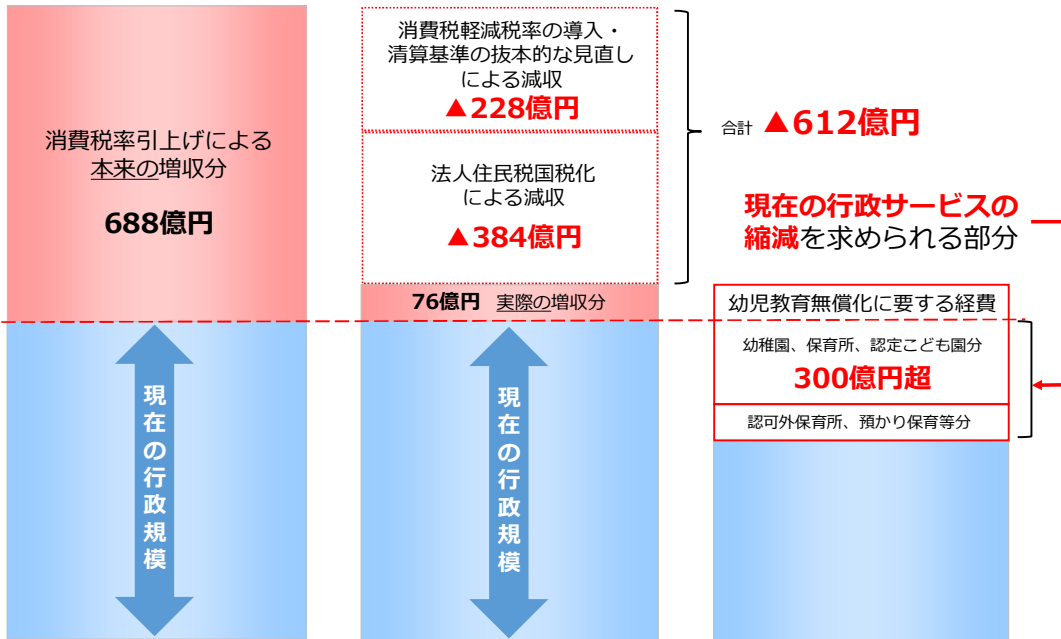 消費税率引上げによる
本来の増収分
688億円
現在の行政規模
消費税軽減税率の導入・
清算基準の抜本的な見直し
による減収
▲228億円
法人住民税国税化
による減収
▲384億円
76億円 実際の増収分
現在の行政規模
合計 ▲612億円
現在の行政サービスの
縮減を求められる部分
幼児教育無償化に要する経費
幼稚園、保育所、認定こども園分
300億円超
認可外保育所、預かり保育等分